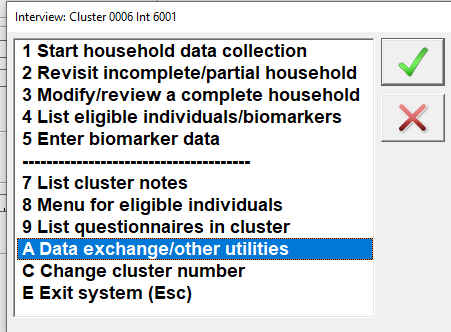 Interview: Cluster 0006 Int 6001
1 Start household data collection
2 Revisit incomplete/partial household
3 Modify/review a complete household
4 List eligible individuals/biomarkers
5 Enter biomarker data
--------------------------------------
7 List cluster notes
8 Menu for eligible individuals
9 List questionnaires in cluster
A Data exchange/other utilities
C Change cluster number
E Exit system (Esc)